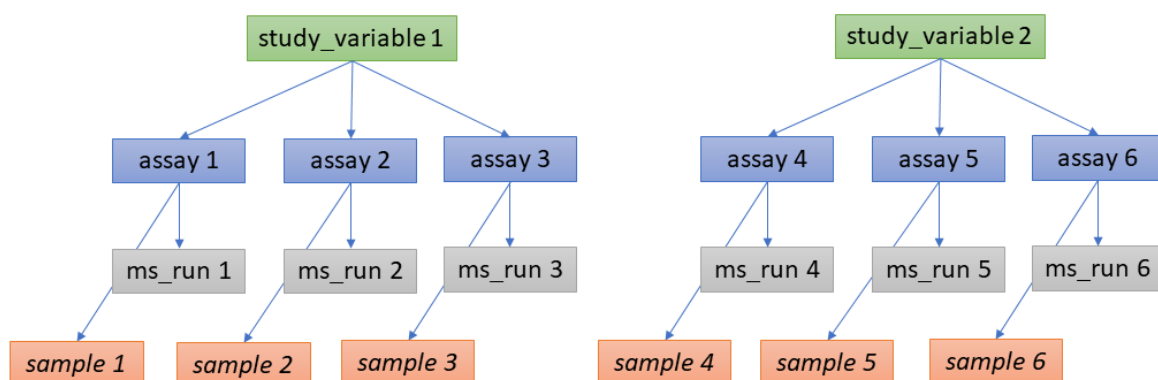 study_variable 1
study_variable 2
assay 1
assay 2
assay 3
assay 4
assay 5
assay 6
ms_run 1
ms_run 2
ms_run 3
ms_run 4
ms_run 5
ms_run 6
sample 1
sample 2
sample 3
sample 4
sample 5
sample 6